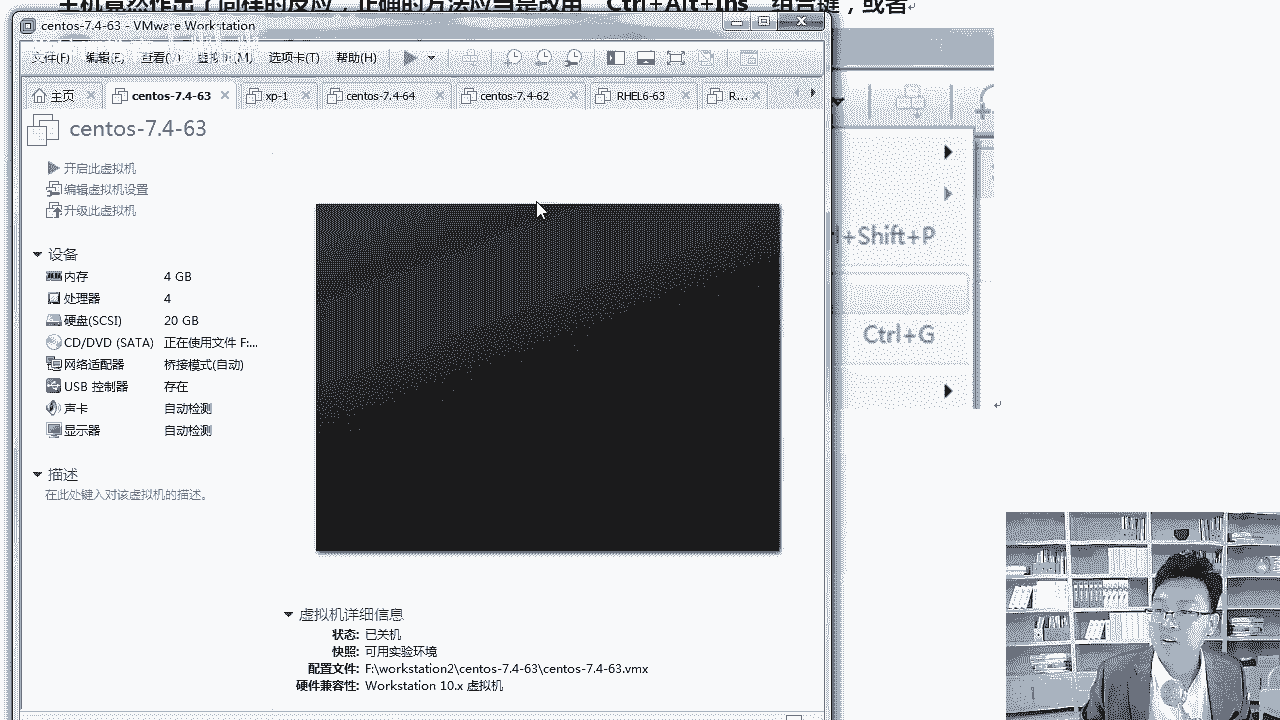 主机竟然作出了同样的反应，正确的方法应当是改用 Ctrl+Alt+Ins 组合键，或者
centos-7.4-63 - VMware Workstation
文件(F) 编辑(E) 查看(V) 选项卡(T) 帮助(H)
主页 centos-7.4-63 xp-1 centos-7.4-64 centos-7.4-62 RHEL6-63 R...
centos-7.4-63
开启此虚拟机
编辑虚拟机设置
升级此虚拟机
设备
内存 4 GB
处理器 4
硬盘(SCSI) 20 GB
CD/DVD (SATA) 正在使用文件 F:...
网络适配器 桥接模式(自动)
USB 控制器 存在
声卡 自动检测
显示器 自动检测
描述
在此处键入对该虚拟机的描述。
虚拟机详细信息
状态: 已关机
快照: 可用实验环境
配置文件: F:\workstation2\centos-7.4-63\centos-7.4-63.vmx
硬件兼容性: Workstation 10.x 虚拟机
+Shift+P
Ctrl+G